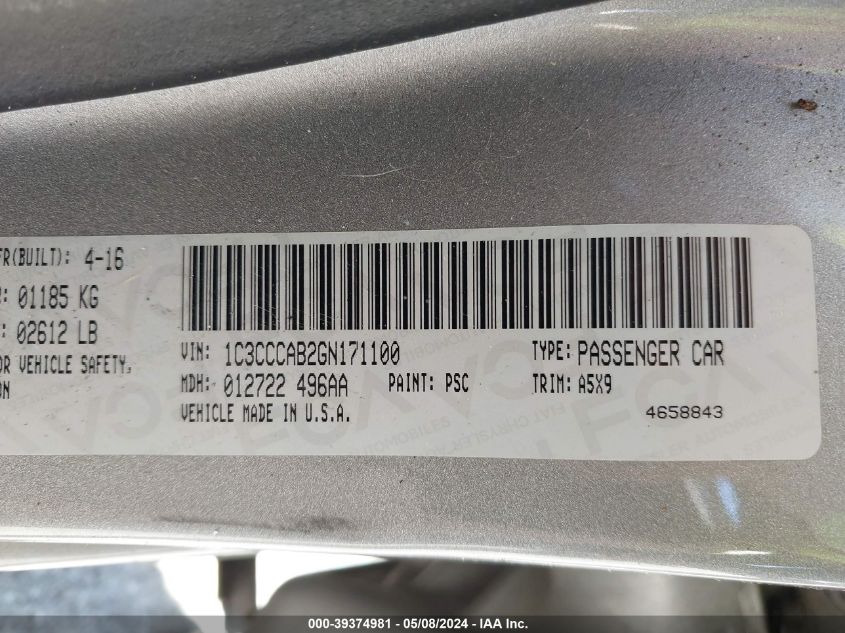 FR(BUILT): 4-16
: 01185 KG
: 02612 LB
OR VEHICLE SAFETY,
ON
VIN: 1C3CCCAB2GN171100 TYPE: PASSENGER CAR
MDH: 012722 496AA PAINT: PSC TRIM: A5X9
VEHICLE MADE IN U.S.A. 4658843
000-39374981 - 05/08/2024 - IAA Inc.